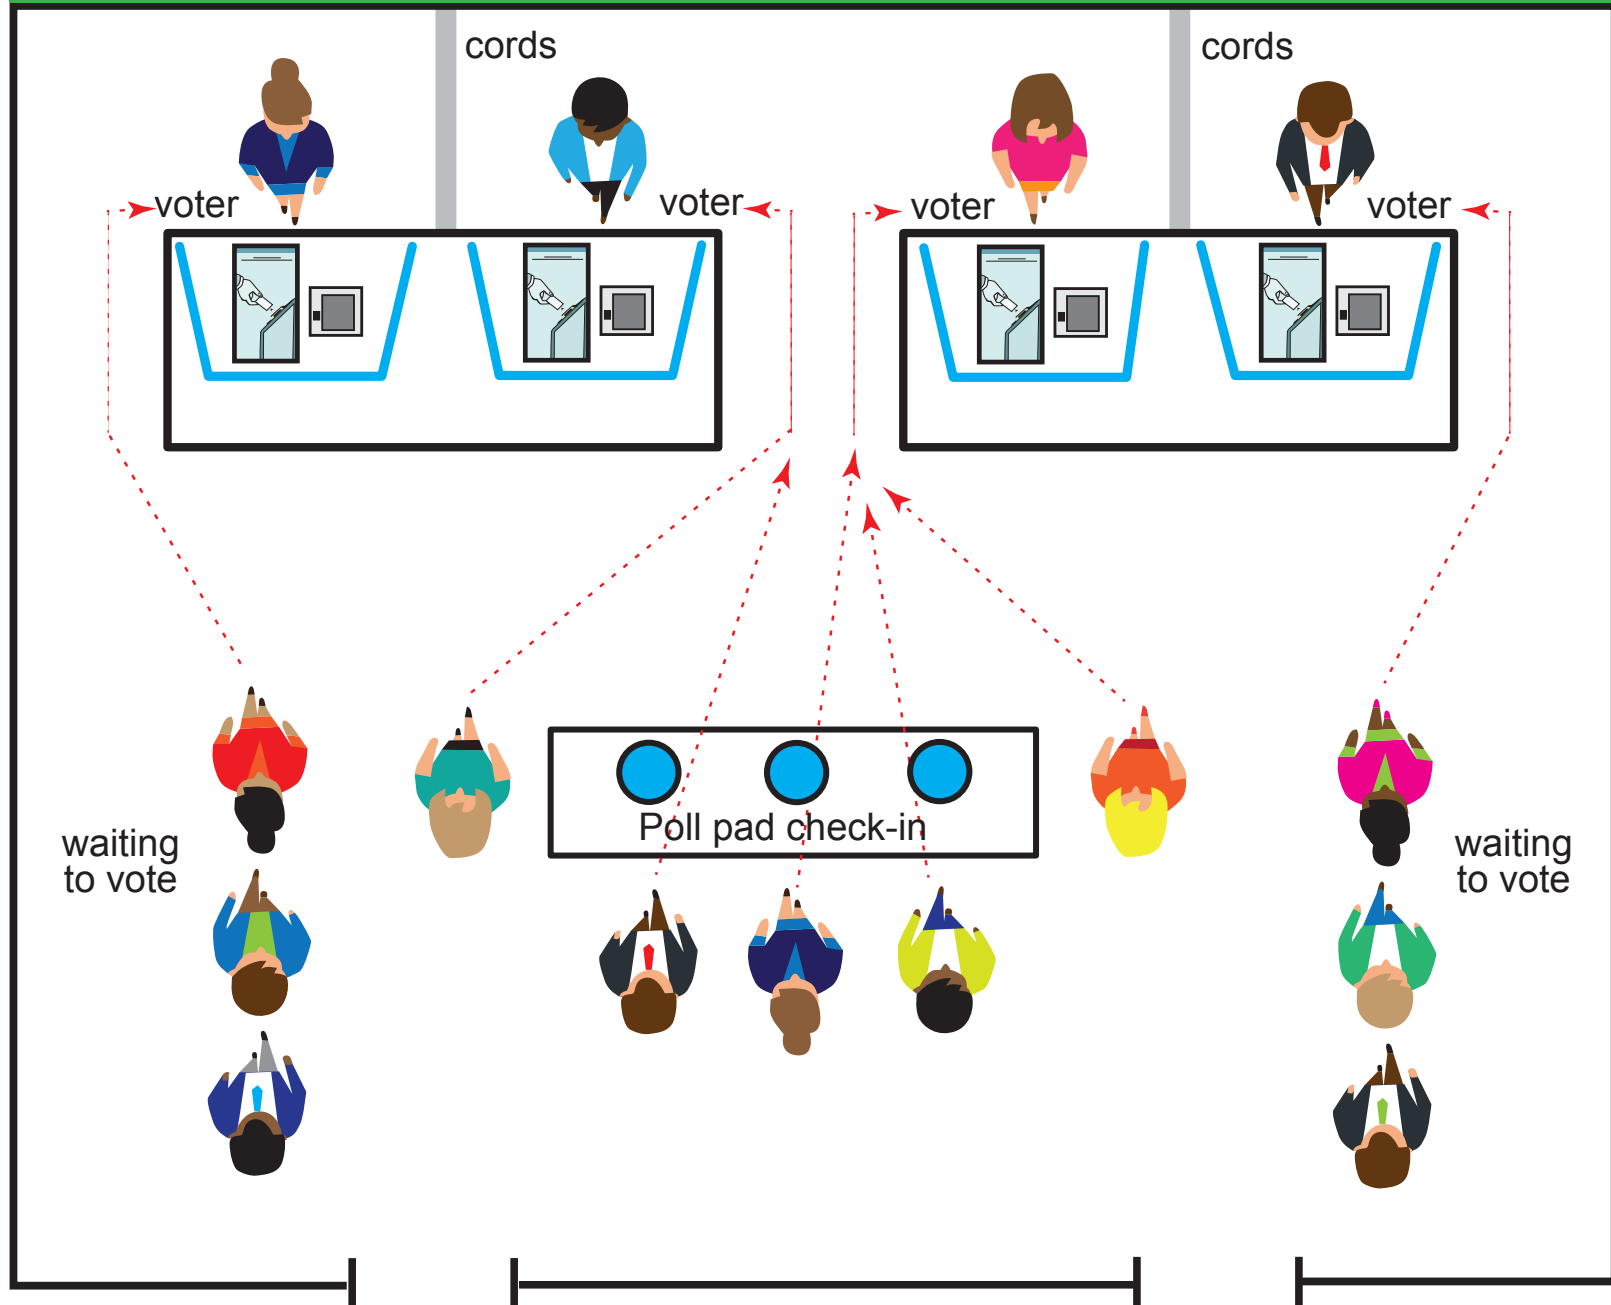 cords
cords
voter
voter
voter
voter
Poll pad check-in
waiting
to vote
waiting
to vote